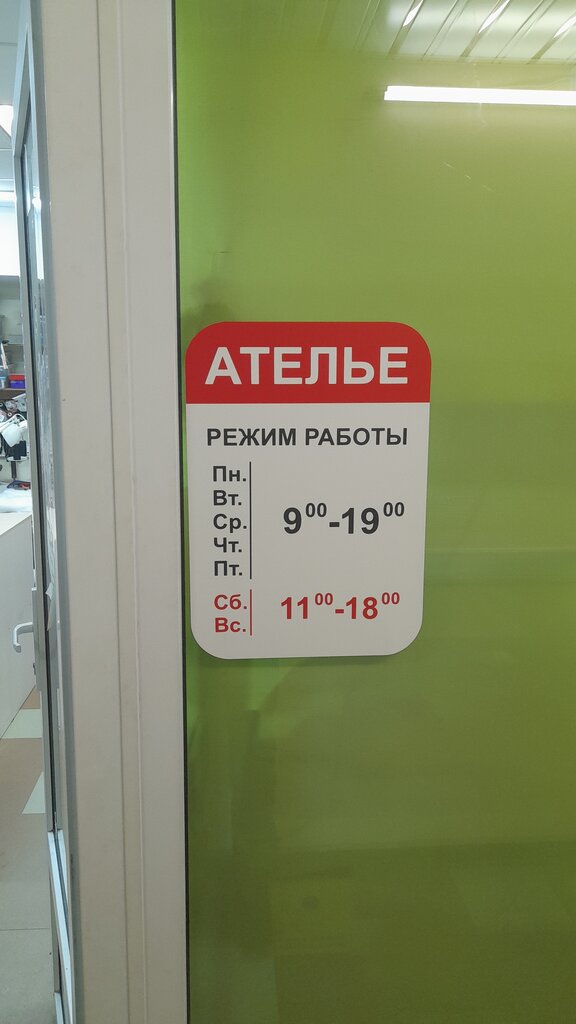 АТЕЛЬЕ
РЕЖИМ РАБОТЫ
Пн.
Вт.
Ср. 9⁰⁰-19⁰⁰
Чт.
Пт.
Сб. 11⁰⁰-18⁰⁰
Вс.